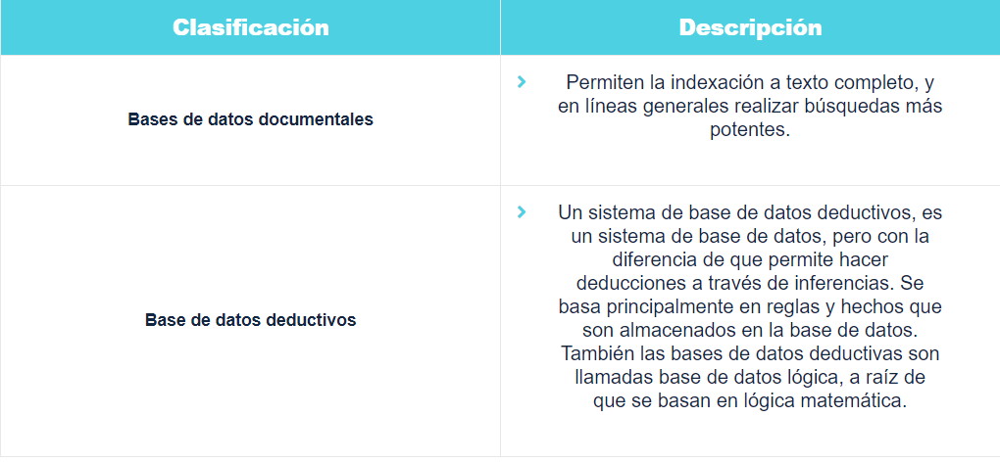 Clasificación
Descripción
Bases de datos documentales
Permiten la indexación a texto completo, y
en líneas generales realizar búsquedas más
potentes.
Base de datos deductivos
Un sistema de base de datos deductivos, es
un sistema de base de datos, pero con la
diferencia de que permite hacer
deducciones a través de inferencias. Se
basa principalmente en reglas y hechos que
son almacenados en la base de datos.
También las bases de datos deductivas son
llamadas base de datos lógica, a raíz de
que se basan en lógica matemática.